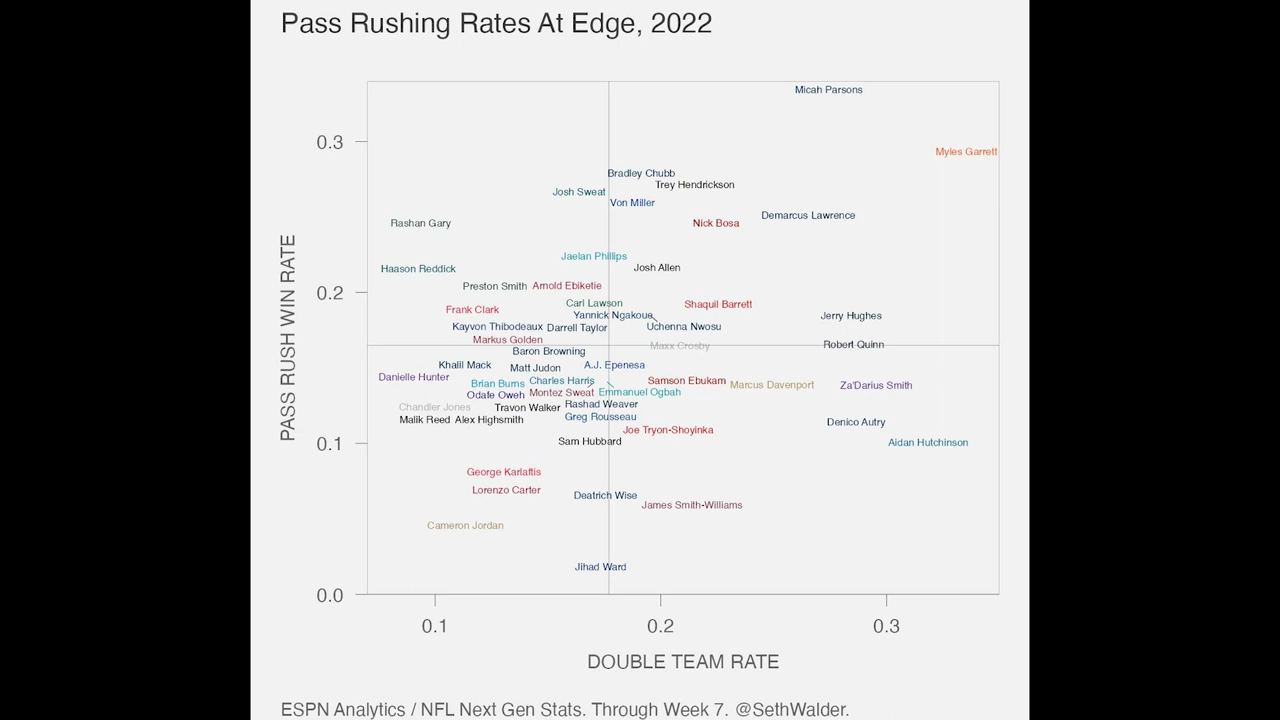 Pass Rushing Rates At Edge, 2022
Micah Parsons
0.3
Myles Garrett
Bradley Chubb
Trey Hendrickson
Josh Sweat
Von Miller
Demarcus Lawrence
Rashan Gary
Nick Bosa
Jaelan Phillips
Josh Allen
Haason Reddick
Preston Smith
Arnold Ebiketie
0.2
Carl Lawson
Shaquil Barrett
Frank Clark
Yannick Ngakoue
Jerry Hughes
Kayvon Thibodeaux
Darrell Taylor
Uchenna Nwosu
Markus Golden
Maxx Crosby
Robert Quinn
Baron Browning
Khalil Mack
Matt Judon
A.J. Epenesa
Danielle Hunter
Brian Burns
Charles Harris
Samson Ebukam
Marcus Davenport
Za'Darius Smith
Odafe Oweh
Montez Sweat
Emmanuel Ogbah
Chandler Jones
Travon Walker
Rashad Weaver
Malik Reed
Alex Highsmith
Greg Rousseau
Denico Autry
Joe Tryon-Shoyinka
0.1
Sam Hubbard
Aidan Hutchinson
George Karlaftis
Lorenzo Carter
Deatrich Wise
James Smith-Williams
Cameron Jordan
Jihad Ward
0.0
PASS RUSH WIN RATE
0.1
0.2
0.3
DOUBLE TEAM RATE
ESPN Analytics / NFL Next Gen Stats. Through Week 7. @SethWalder.